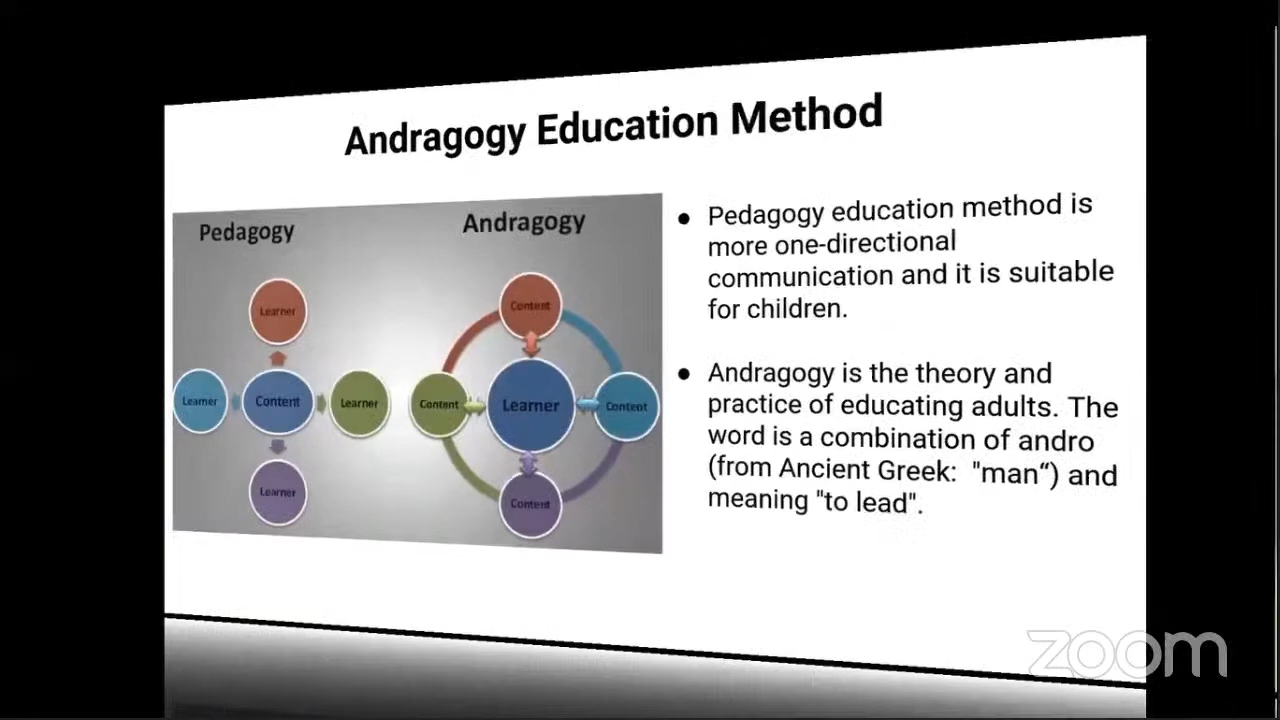 Andragogy Education Method
Pedagogy
Andragogy
Learner
Learner
Content
Learner
Learner
Content
Content
Learner
Content
Content
● Pedagogy education method is
more one-directional
communication and it is suitable
for children.
● Andragogy is the theory and
practice of educating adults. The
word is a combination of andro
(from Ancient Greek: "man“) and
meaning "to lead".
zoom